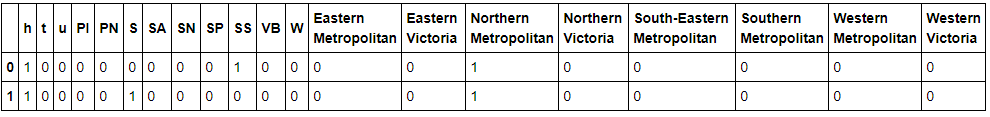 h t u PI PN S SA SN SP SS VB W Eastern Metropolitan Eastern Victoria Northern Metropolitan Northern Victoria South-Eastern Metropolitan Southern Metropolitan Western Metropolitan Western Victoria
0 1 0 0 0 0 0 0 0 0 1 0 0 0 0 1 0 0 0 0 0
1 1 0 0 0 0 1 0 0 0 0 0 0 0 0 1 0 0 0 0 0